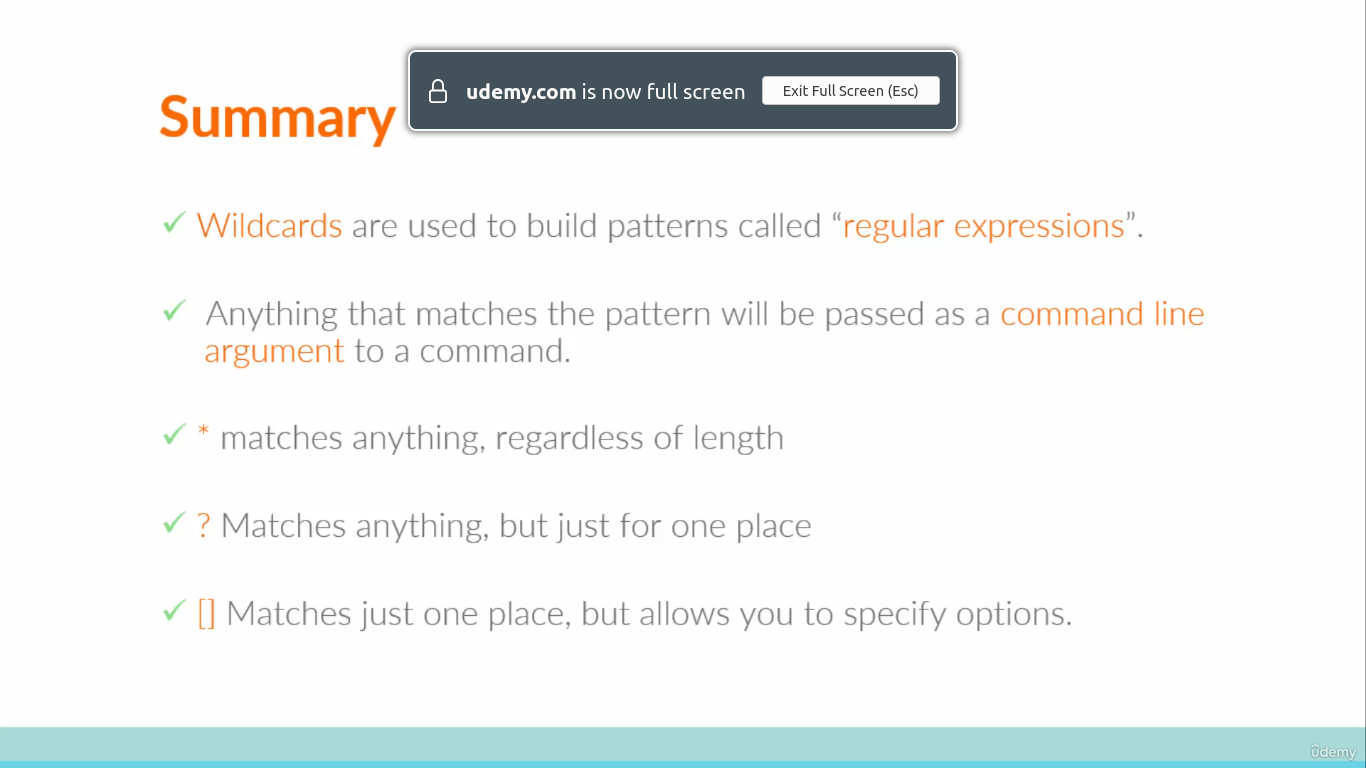 udemy.com is now full screen
Exit Full Screen (Esc)
Summary
✓ Wildcards are used to build patterns called “regular expressions”.
✓ Anything that matches the pattern will be passed as a command line
argument to a command.
✓ * matches anything, regardless of length
✓ ? Matches anything, but just for one place
✓ [] Matches just one place, but allows you to specify options.
ûdemy